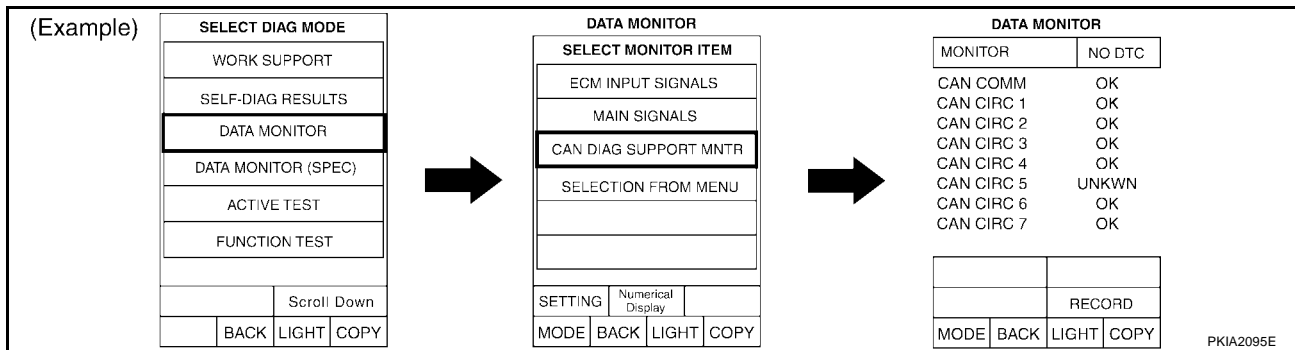 (Example)
SELECT DIAG MODE
WORK SUPPORT
SELF-DIAG RESULTS
DATA MONITOR
DATA MONITOR (SPEC)
ACTIVE TEST
FUNCTION TEST
Scroll Down
BACK LIGHT COPY
DATA MONITOR
SELECT MONITOR ITEM
ECM INPUT SIGNALS
MAIN SIGNALS
CAN DIAG SUPPORT MNTR
SELECTION FROM MENU
SETTING Numerical
Display
MODE BACK LIGHT COPY
DATA MONITOR
MONITOR NO DTC
CAN COMM OK
CAN CIRC 1 OK
CAN CIRC 2 OK
CAN CIRC 3 OK
CAN CIRC 4 OK
CAN CIRC 5 UNKWN
CAN CIRC 6 OK
CAN CIRC 7 OK
RECORD
MODE BACK LIGHT COPY
PKIA2095E